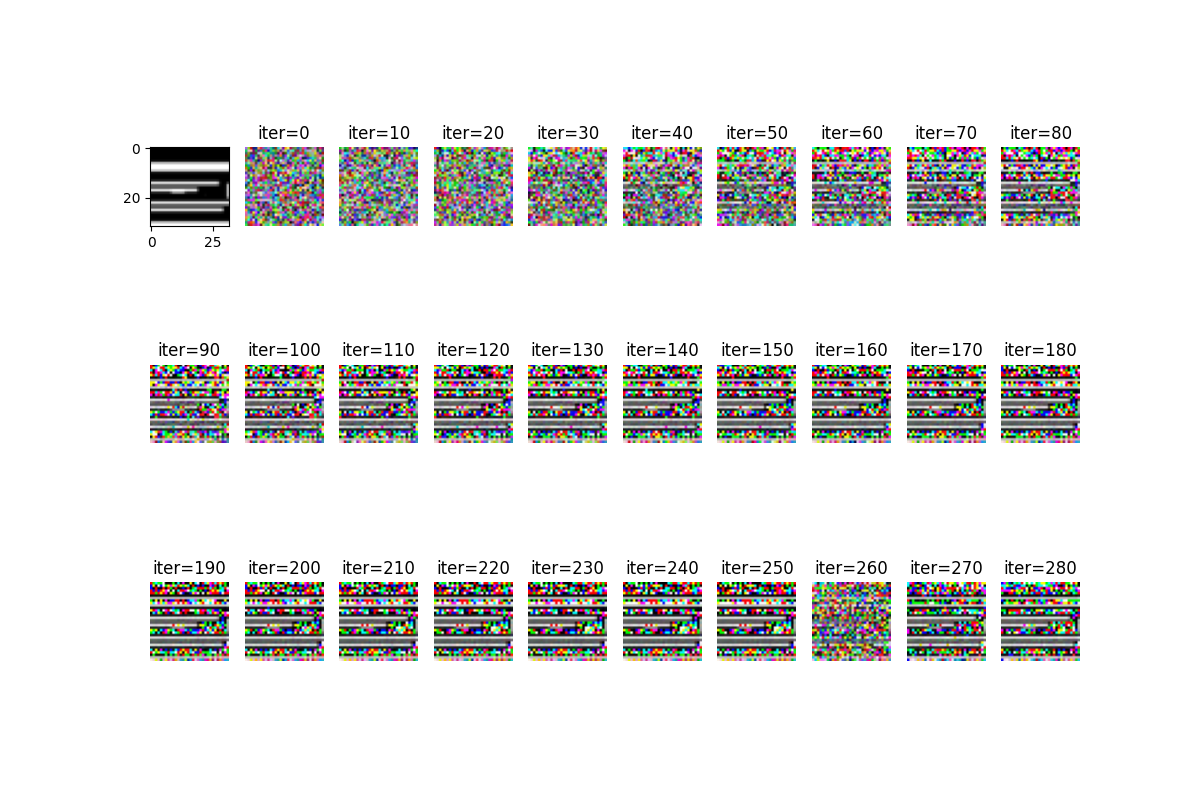 iter=0 iter=10 iter=20 iter=30 iter=40 iter=50 iter=60 iter=70 iter=80
0
20
0 25
iter=90 iter=100 iter=110 iter=120 iter=130 iter=140 iter=150 iter=160 iter=170 iter=180
iter=190 iter=200 iter=210 iter=220 iter=230 iter=240 iter=250 iter=260 iter=270 iter=280